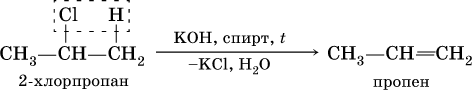 Cl H
CH₃—CH—CH₂ KOH, спирт, t –KCl, H₂O CH₃—CH=CH₂
2-хлорпропан пропен